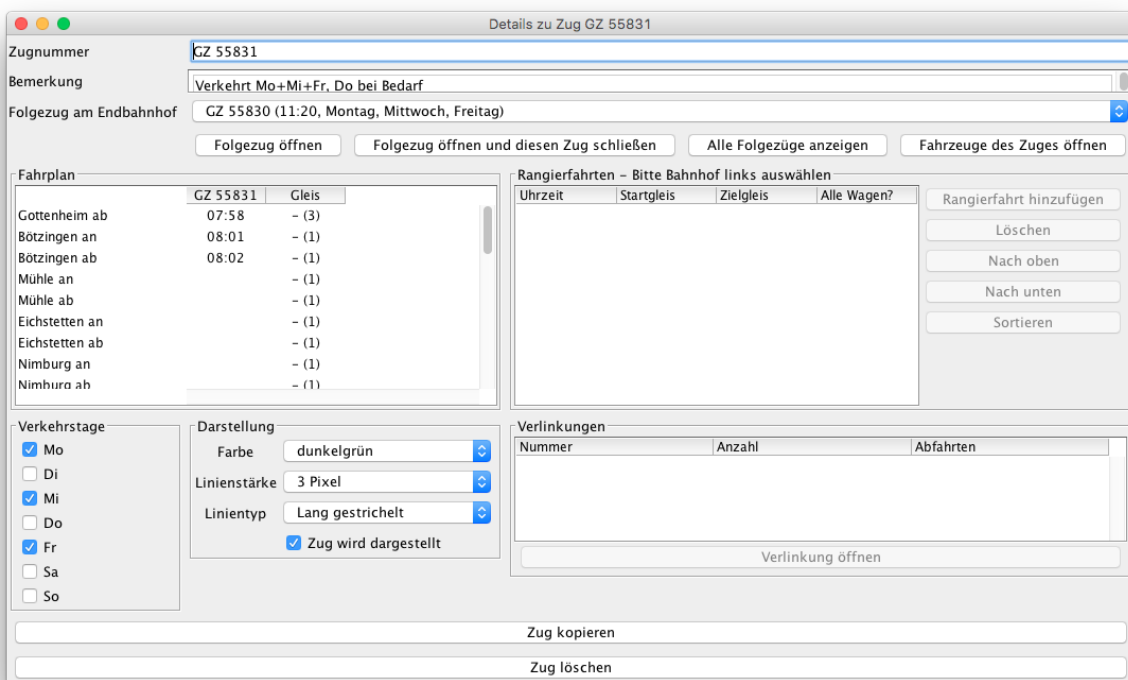 Details zu Zug GZ 55831
Zugnummer GZ 55831
Bemerkung Verkehrt Mo+Mi+Fr, Do bei Bedarf
Folgezug am Endbahnhof GZ 55830 (11:20, Montag, Mittwoch, Freitag)
Folgezug öffnen Folgezug öffnen und diesen Zug schließen Alle Folgezüge anzeigen Fahrzeuge des Zuges öffnen
Fahrplan
GZ 55831 Gleis
Gottenheim ab 07:58 – (3)
Bötzingen an 08:01 – (1)
Bötzingen ab 08:02 – (1)
Mühle an – (1)
Mühle ab – (1)
Eichstetten an – (1)
Eichstetten ab – (1)
Nimburg an – (1)
Nimburg ab – (1)
Rangierfahrten – Bitte Bahnhof links auswählen
Uhrzeit Startgleis Zielgleis Alle Wagen?
Rangierfahrt hinzufügen
Löschen
Nach oben
Nach unten
Sortieren
Verkehrstage
Mo
Di
Mi
Do
Fr
Sa
So
Darstellung
Farbe dunkelgrün
Linienstärke 3 Pixel
Linientyp Lang gestrichelt
Zug wird dargestellt
Verlinkungen
Nummer Anzahl Abfahrten
Verlinkung öffnen
Zug kopieren
Zug löschen